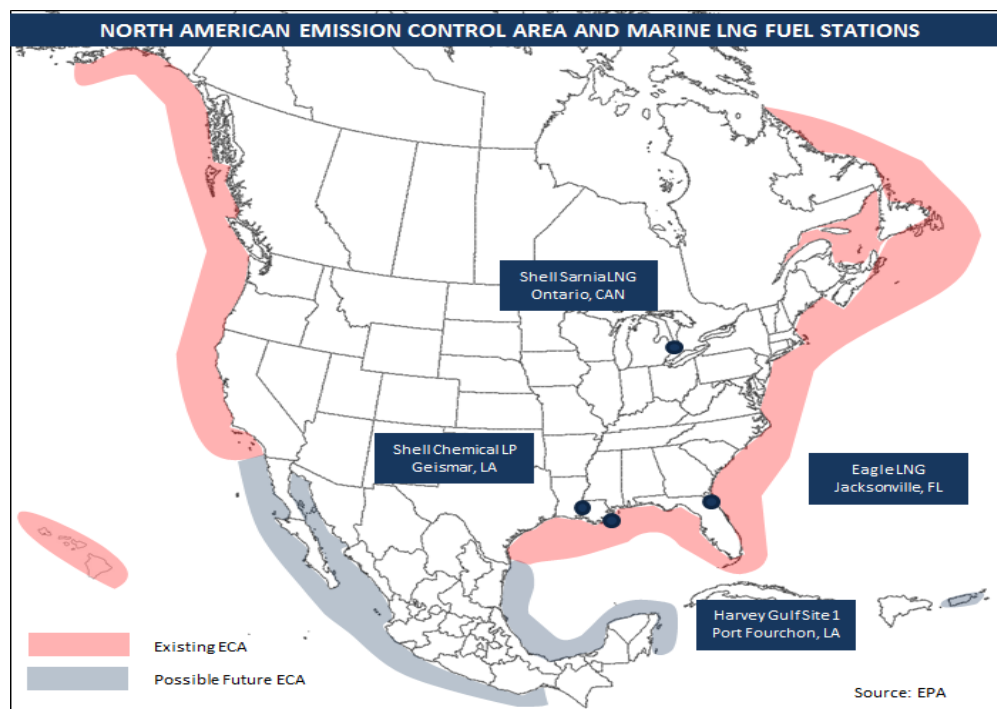 NORTH AMERICAN EMISSION CONTROL AREA AND MARINE LNG FUEL STATIONS
Shell Sarnia LNG
Ontario, CAN
Shell Chemical LP
Geismar, LA
Eagle LNG
Jacksonville, FL
Harvey Gulf Site 1
Port Fourchon, LA
Existing ECA
Possible Future ECA
Source: EPA